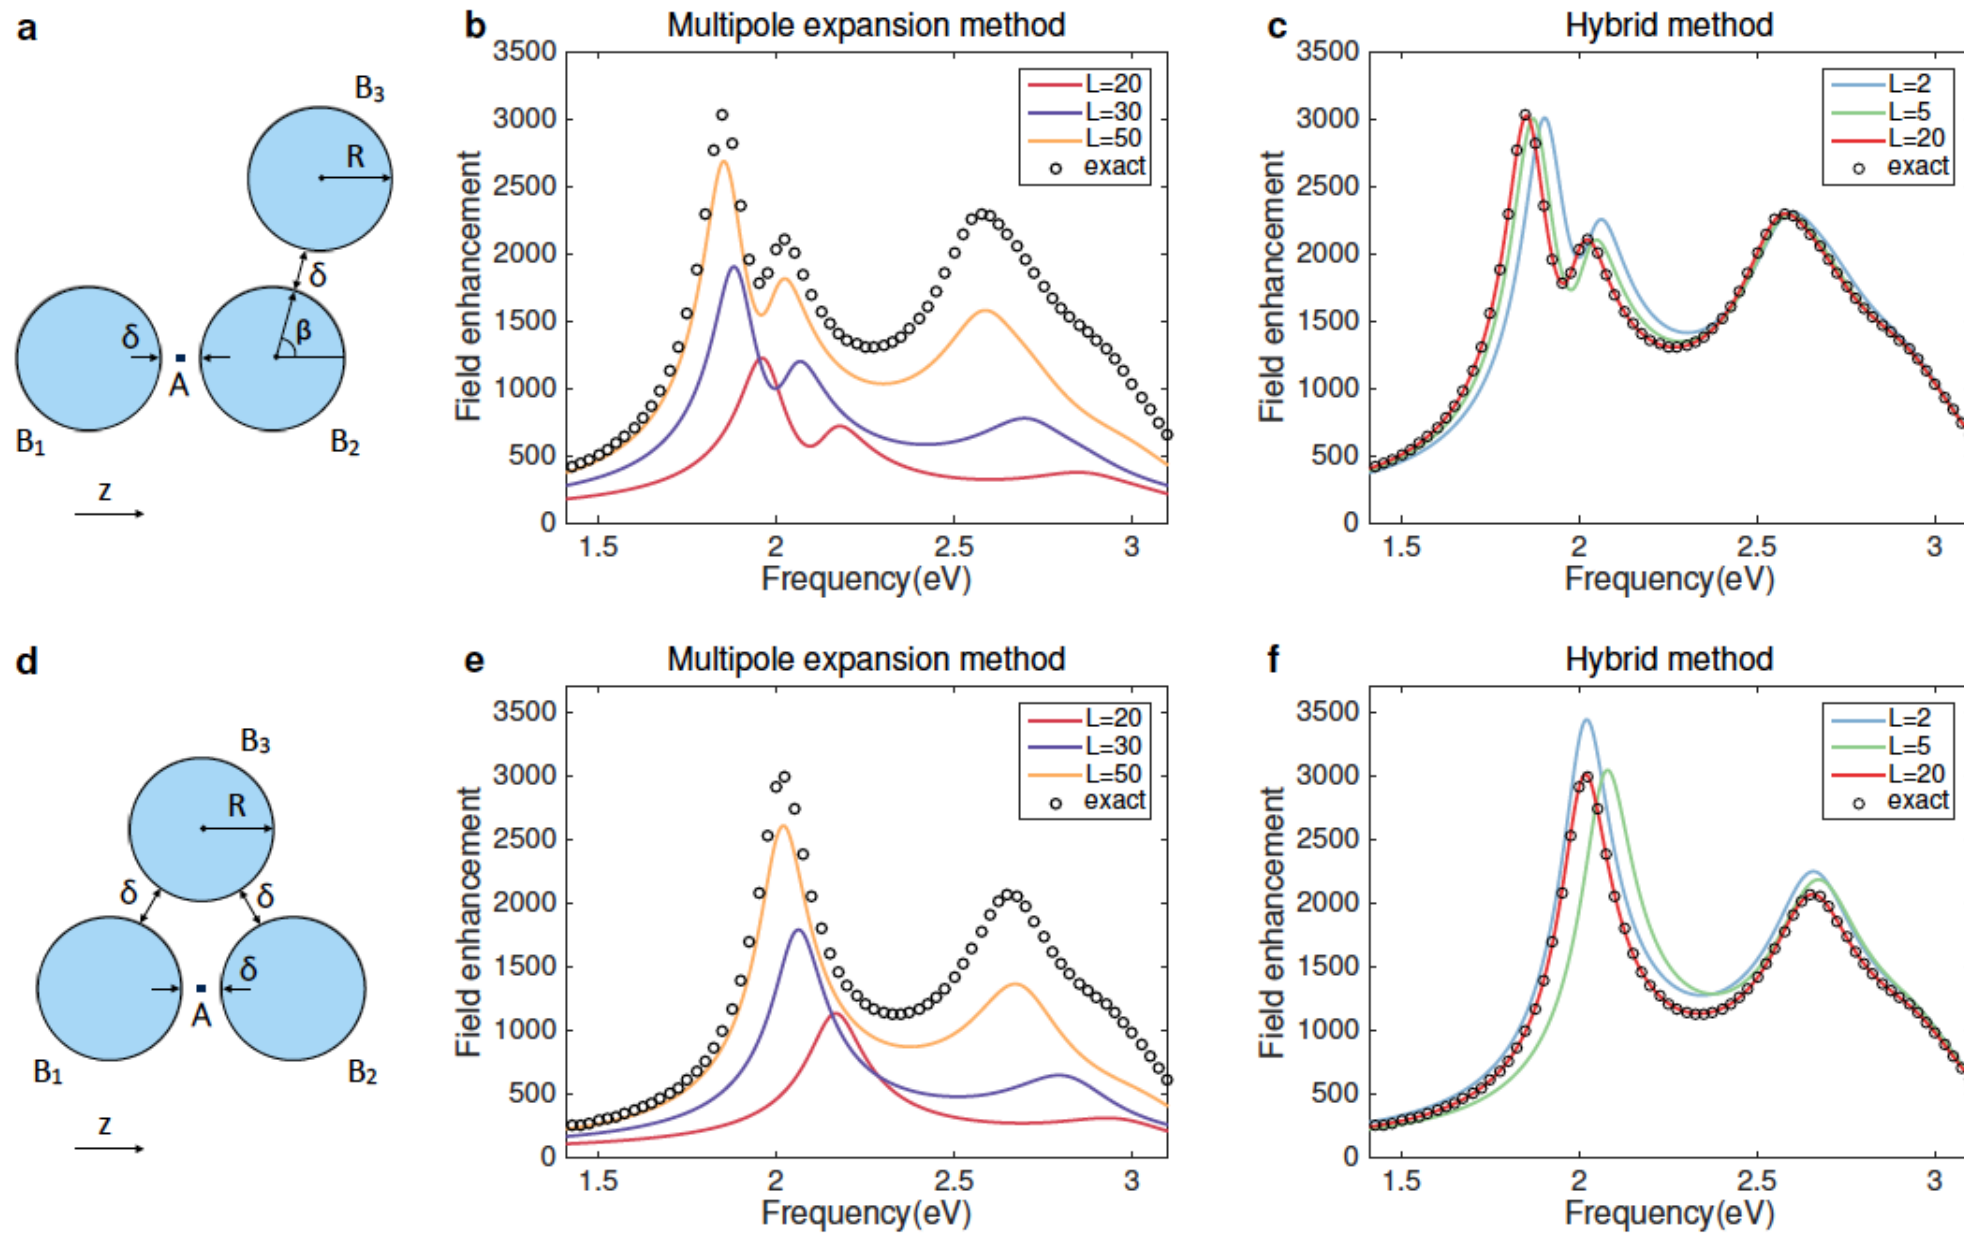 a
B₃
R
δ
β
δ
A
B₁
B₂
z
b
Multipole expansion method
3500
3000
2500
2000
1500
1000
500
0
Field enhancement
L=20
L=30
L=50
exact
1.5
2
2.5
3
Frequency(eV)
c
Hybrid method
3500
3000
2500
2000
1500
1000
500
0
Field enhancement
L=2
L=5
L=20
exact
1.5
2
2.5
3
Frequency(eV)
d
B₃
R
δ
δ
δ
A
B₁
B₂
z
e
Multipole expansion method
3500
3000
2500
2000
1500
1000
500
0
Field enhancement
L=20
L=30
L=50
exact
1.5
2
2.5
3
Frequency(eV)
f
Hybrid method
3500
3000
2500
2000
1500
1000
500
0
Field enhancement
L=2
L=5
L=20
exact
1.5
2
2.5
3
Frequency(eV)